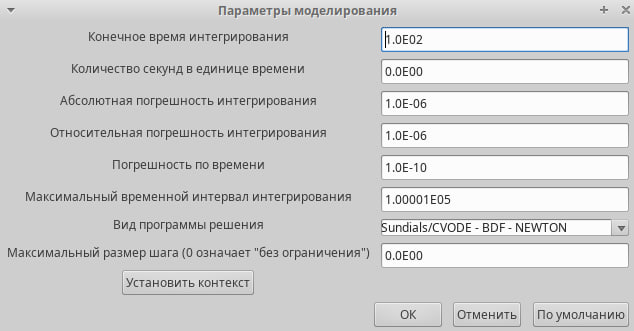 Параметры моделирования
Конечное время интегрирования 1.0E02
Количество секунд в единице времени 0.0E00
Абсолютная погрешность интегрирования 1.0E-06
Относительная погрешность интегрирования 1.0E-06
Погрешность по времени 1.0E-10
Максимальный временной интервал интегрирования 1.00001E05
Вид программы решения Sundials/CVODE - BDF - NEWTON
Максимальный размер шага (0 означает "без ограничения") 0.0E00
Установить контекст
ОК Отменить По умолчанию